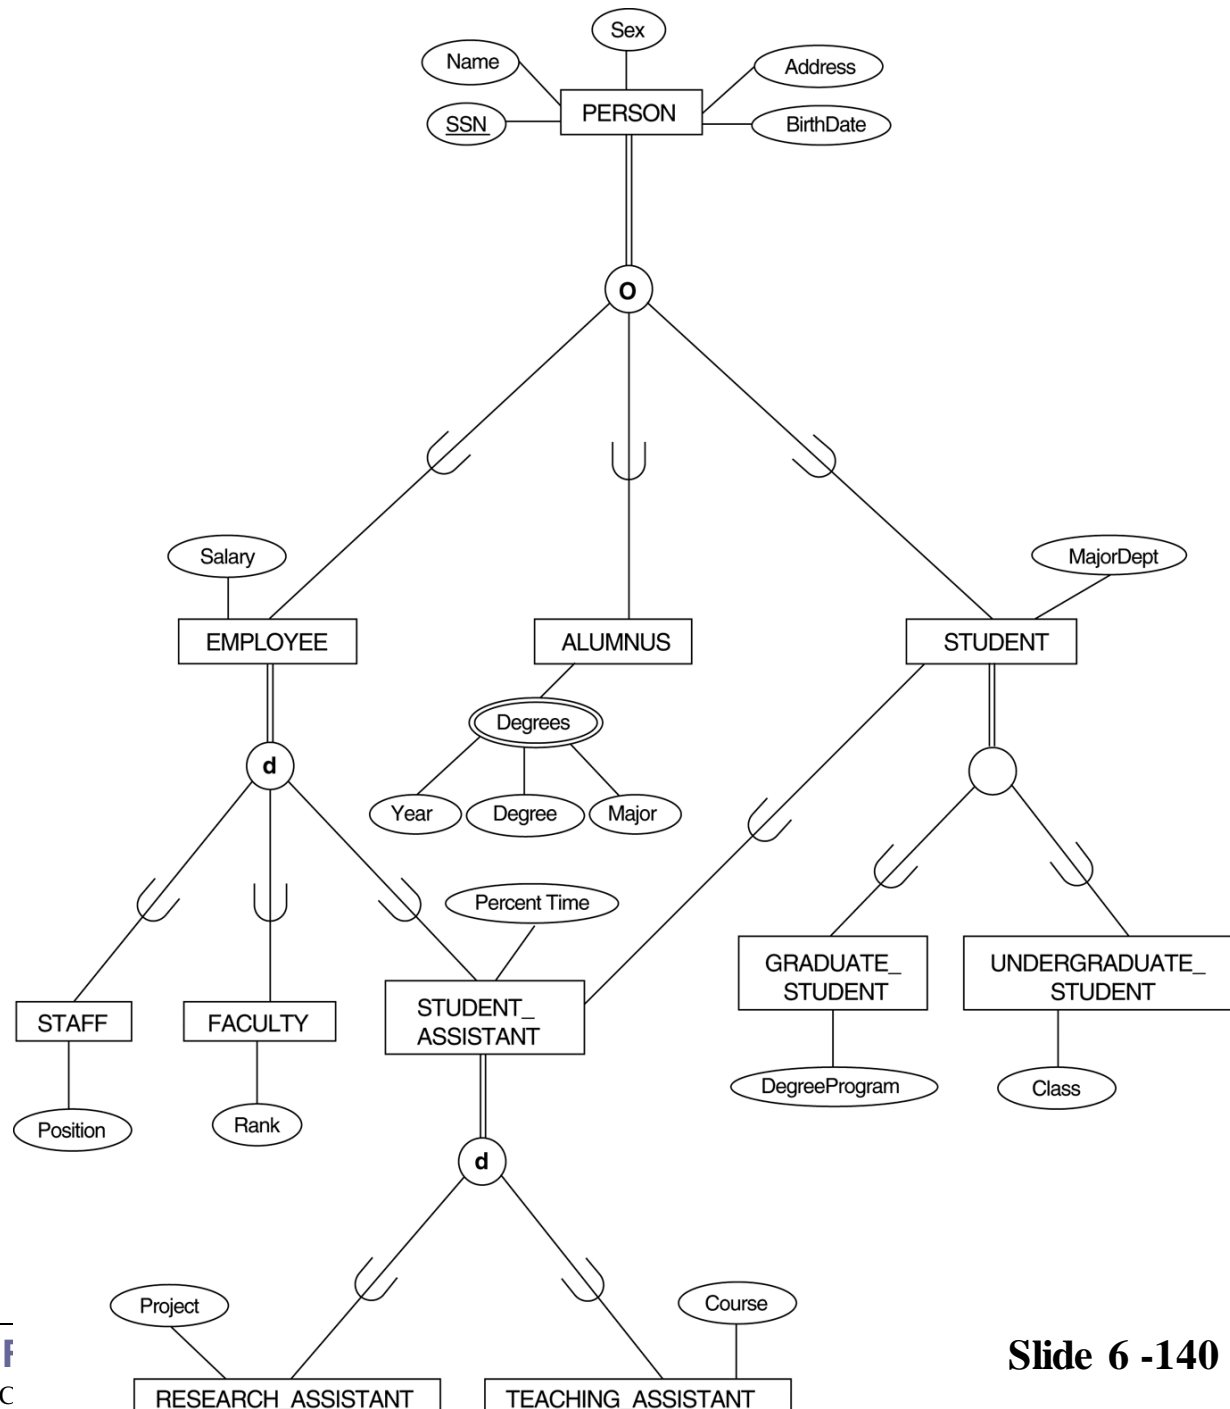 Sex
Name
Address
SSN
PERSON
BirthDate
O
Salary
MajorDept
EMPLOYEE
ALUMNUS
STUDENT
Degrees
d
Year
Degree
Major
Percent Time
GRADUATE_
STUDENT
UNDERGRADUATE_
STUDENT
STUDENT_
ASSISTANT
STAFF
FACULTY
DegreeProgram
Class
Position
Rank
d
Project
Course
Slide 6 -140
RESEARCH_ASSISTANT
TEACHING_ASSISTANT